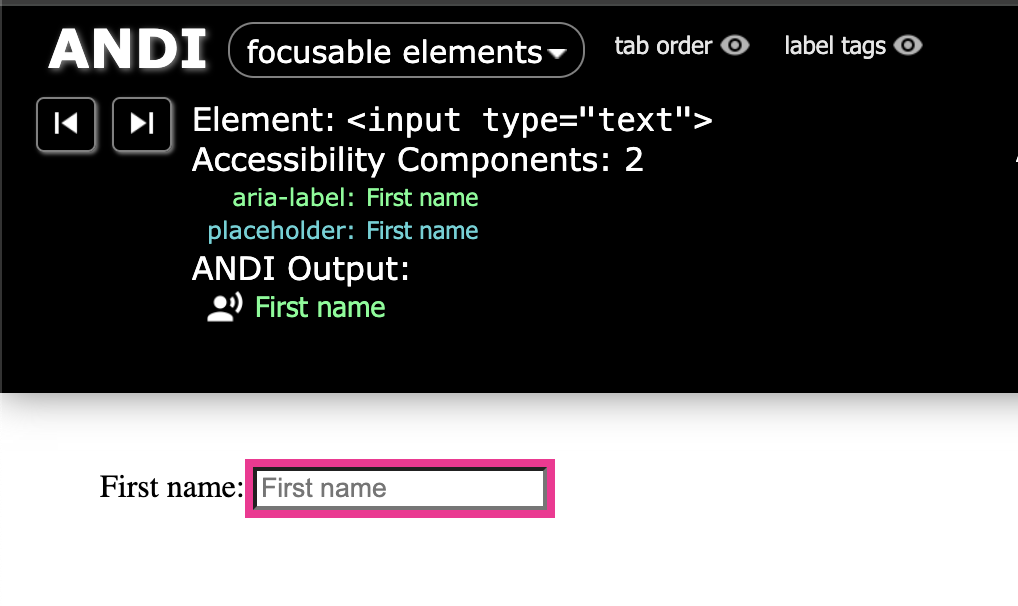 ANDI focusable elements tab order label tags
Element: <input type="text">
Accessibility Components: 2
aria-label: First name
placeholder: First name
ANDI Output:
First name
First name: First name